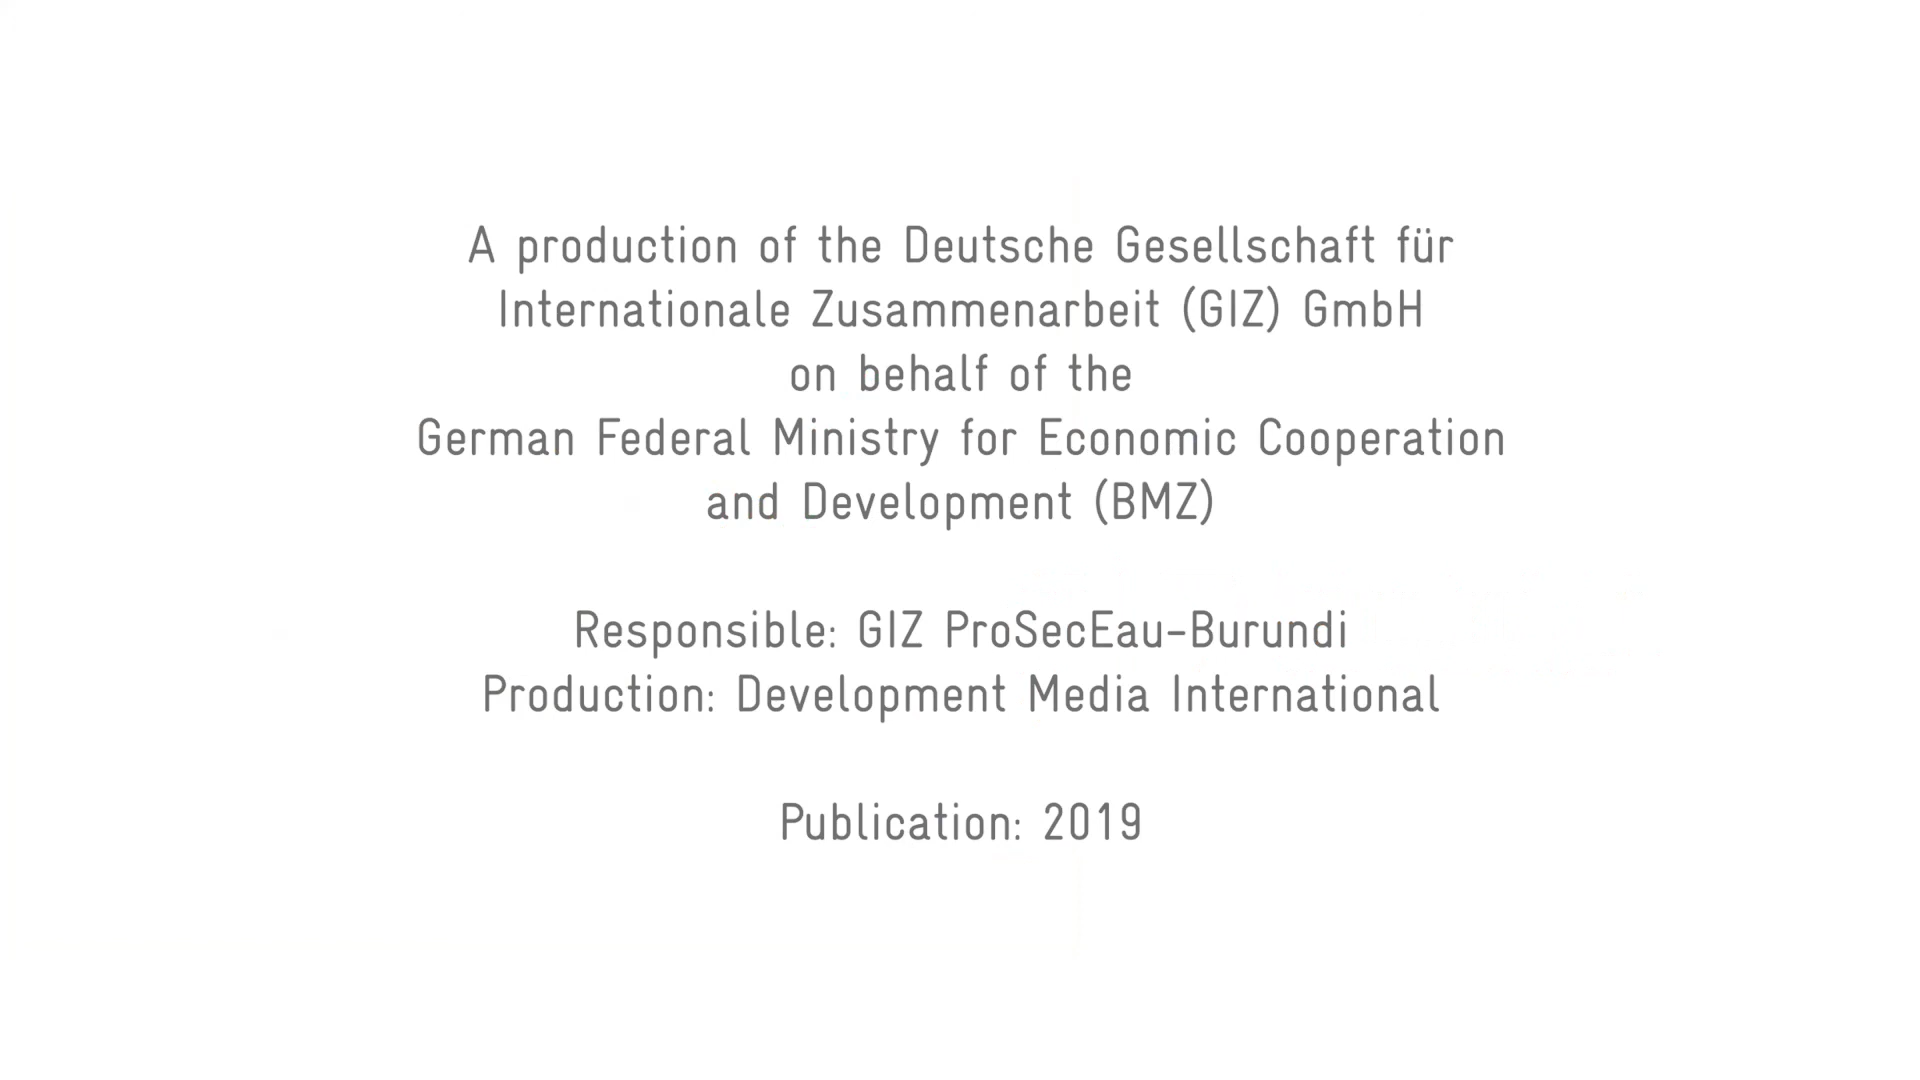 A production of the Deutsche Gesellschaft für
Internationale Zusammenarbeit (GIZ) GmbH
on behalf of the
German Federal Ministry for Economic Cooperation
and Development (BMZ)
Responsible: GIZ ProSecEau-Burundi
Production: Development Media International
Publication: 2019